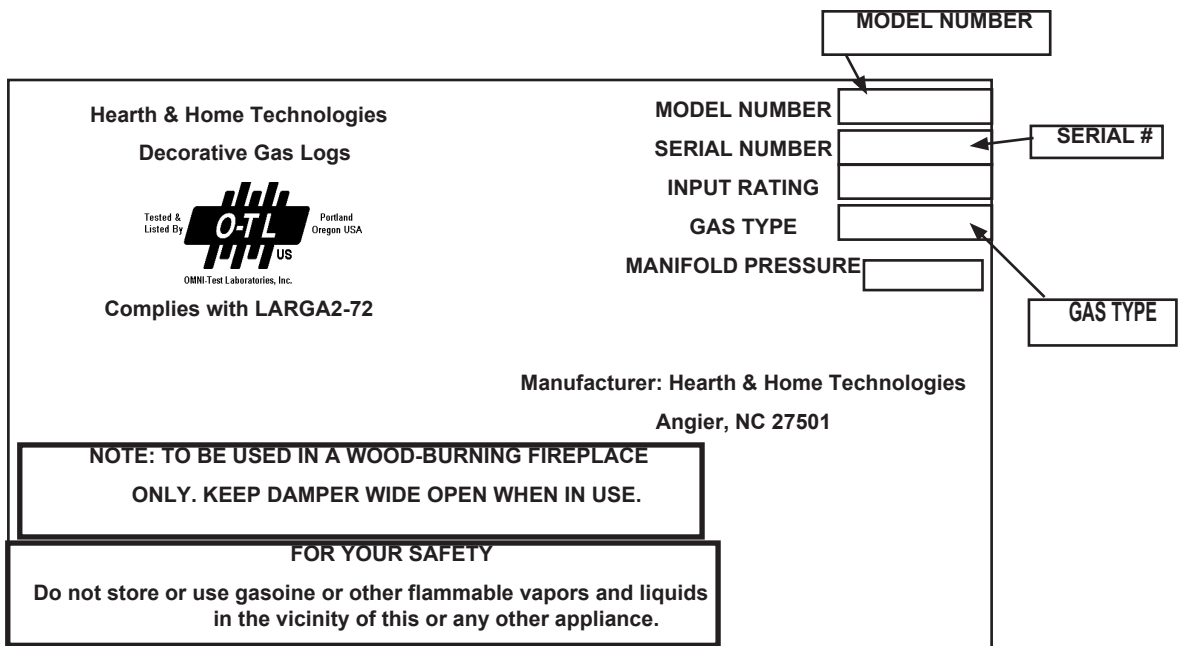 MODEL NUMBER
Hearth & Home Technologies
Decorative Gas Logs
Tested &
Listed By
O-TL
US
Portland
Oregon USA
OMNI-Test Laboratories, Inc.
Complies with LARGA2-72
MODEL NUMBER
SERIAL NUMBER
INPUT RATING
GAS TYPE
MANIFOLD PRESSURE
SERIAL #
GAS TYPE
Manufacturer: Hearth & Home Technologies
Angier, NC 27501
NOTE: TO BE USED IN A WOOD-BURNING FIREPLACE
ONLY. KEEP DAMPER WIDE OPEN WHEN IN USE.
FOR YOUR SAFETY
Do not store or use gasoine or other flammable vapors and liquids
in the vicinity of this or any other appliance.